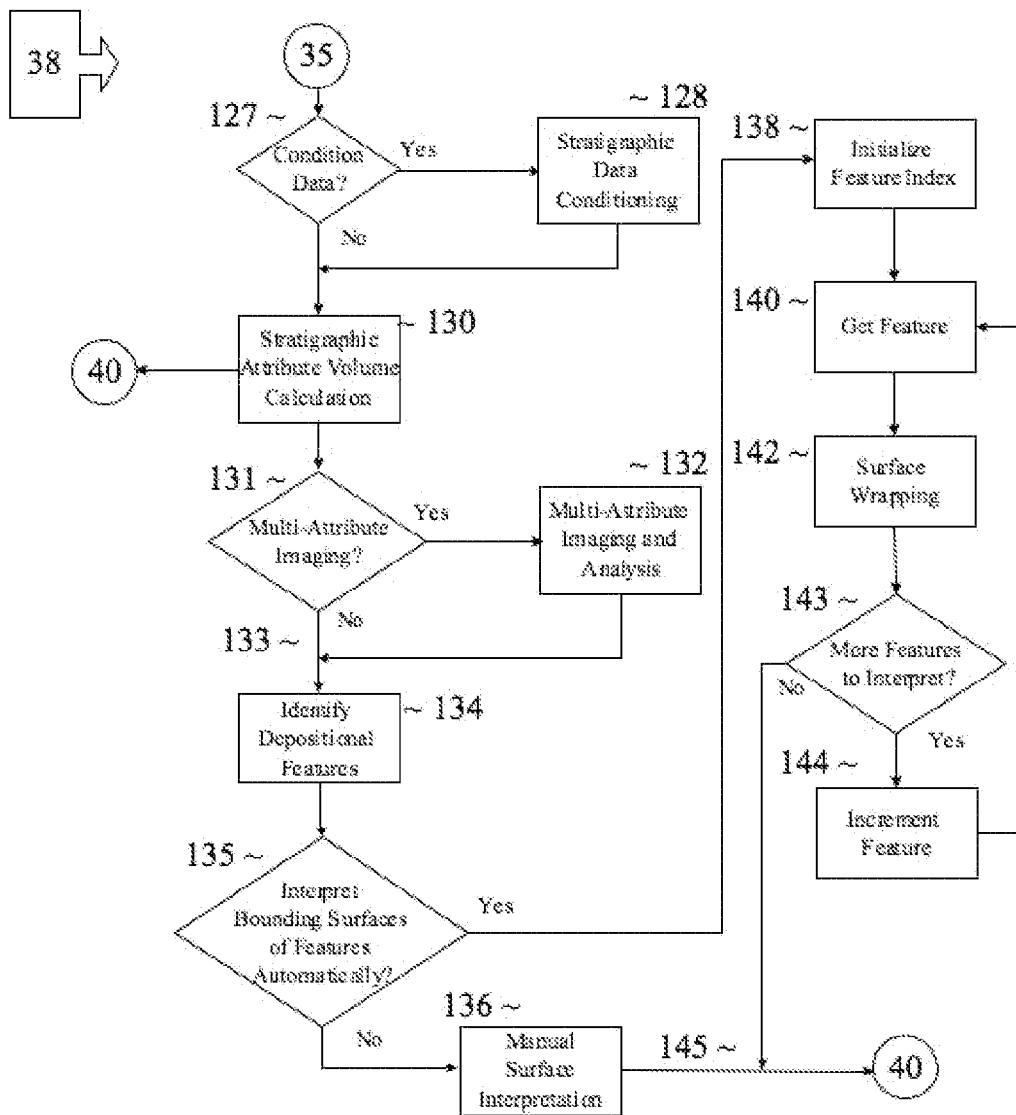 38
35
127 ~
Condition
Data?
Yes
No
~ 128
Stratigraphic
Data
Conditioning
~ 130
Stratigraphic
Attribute Volume
Calculation
40
131 ~
Multi-Attribute
Imaging?
Yes
No
~ 132
Multi-Attribute
Imaging and
Analysis
133 ~
~ 134
Identify
Depositional
Features
135 ~
Interpret
Bounding Surfaces
of Features
Automatically?
Yes
No
136 ~
Manual
Surface
Interpretation
138 ~
Initialize
Feature Index
140 ~
Get Feature
142 ~
Surface
Wrapping
143 ~
More Features
to Interpret?
No
Yes
144 ~
Increment
Feature
145 ~
40